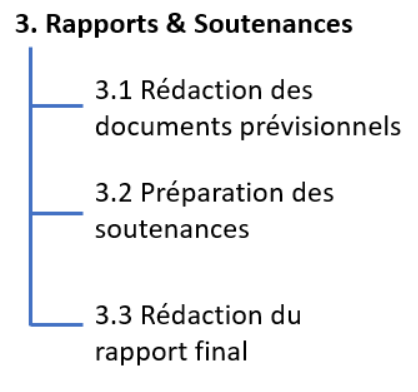 3. Rapports & Soutenances
3.1 Rédaction des
documents prévisionnels
3.2 Préparation des
soutenances
3.3 Rédaction du
rapport final